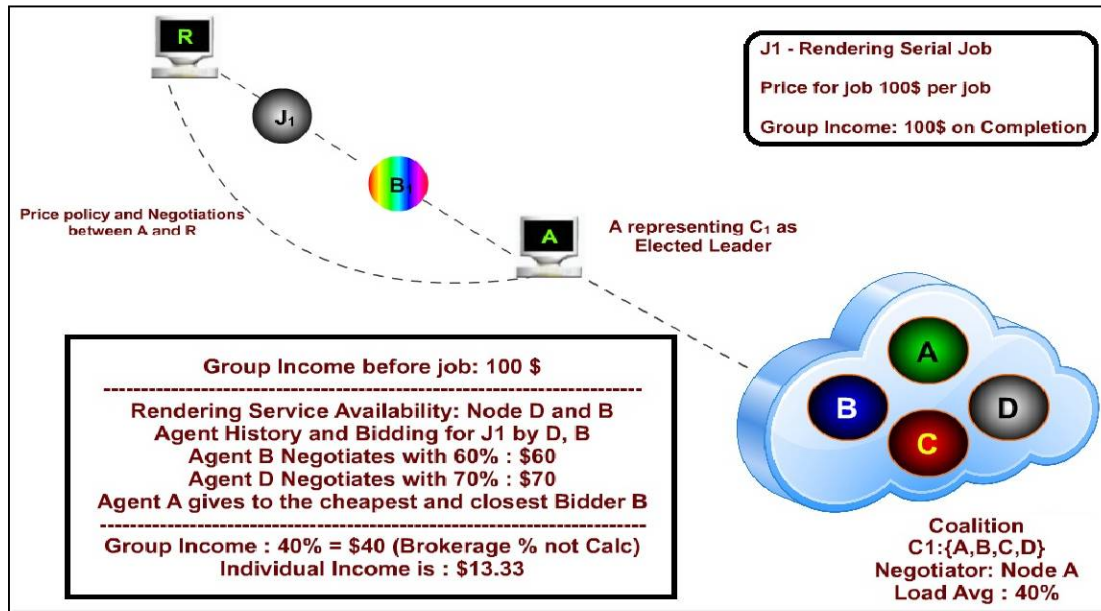 R
J1 - Rendering Serial Job
Price for job 100$ per job
Group Income: 100$ on Completion
J₁
B₁
Price policy and Negotiations
between A and R
A
A representing C₁ as
Elected Leader
Group Income before job: 100 $
--------------------------------------------------------------
Rendering Service Availability: Node D and B
Agent History and Bidding for J1 by D, B
Agent B Negotiates with 60% : $60
Agent D Negotiates with 70% : $70
Agent A gives to the cheapest and closest Bidder B
--------------------------------------------------------------
Group Income : 40% = $40 (Brokerage % not Calc)
Individual Income is : $13.33
A
B
D
C
Coalition
C1:{A,B,C,D}
Negotiator: Node A
Load Avg : 40%